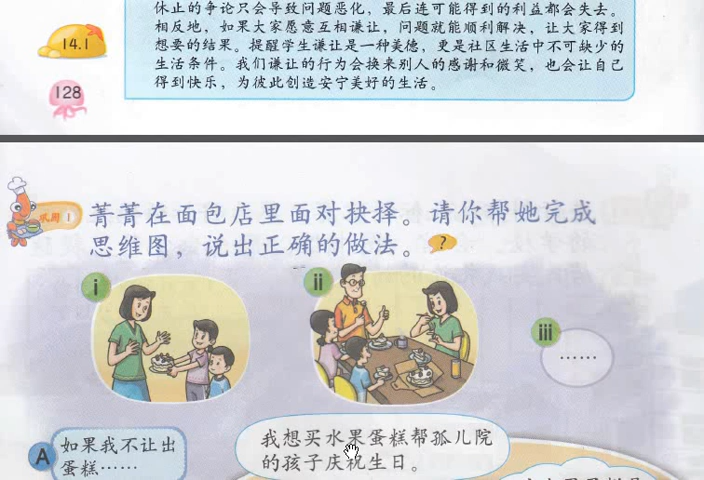 休止的争论只会导致问题恶化，最后连可能得到的利益都会失去。
相反地，如果大家愿意互相谦让，问题就能顺利解决，让大家得到
想要的结果。提醒学生谦让是一种美德，更是社区生活中不可缺少的
生活条件。我们谦让的行为会换来别人的感谢和微笑，也会让自己
得到快乐，为彼此创造安宁美好的生活。
14.1
128
巩固 1
菁菁在面包店里面对抉择。请你帮她完成
思维图，说出正确的做法。
?
i
ii
iii
……
A
如果我不让出
蛋糕……
我想买水果蛋糕帮孤儿院
的孩子庆祝生日。